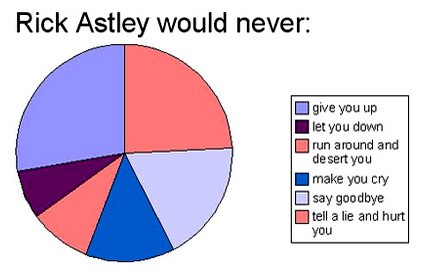 Rick Astley would never:
give you up
let you down
run around and
desert you
make you cry
say goodbye
tell a lie and hurt
you